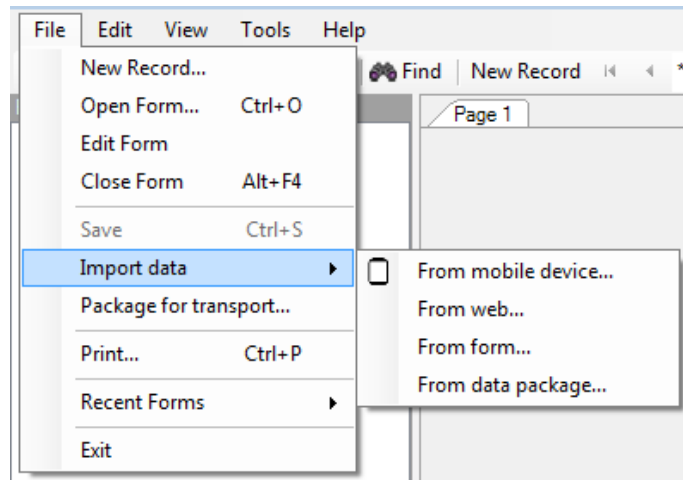 File Edit View Tools Help
New Record...
Find New Record
Open Form... Ctrl+O
Page 1
Edit Form
Close Form Alt+F4
Save Ctrl+S
Import data
From mobile device...
Package for transport...
From web...
Print... Ctrl+P
From form...
From data package...
Recent Forms
Exit